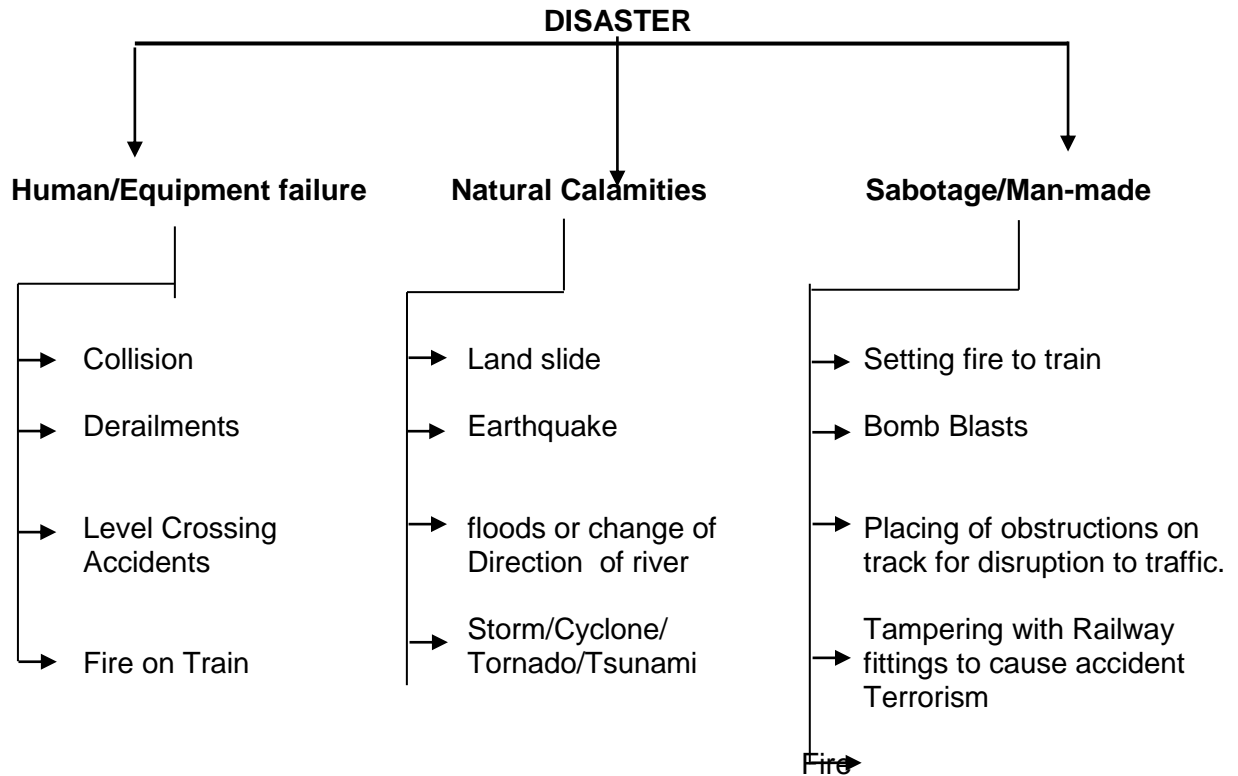 DISASTER
Human/Equipment failure
Natural Calamities
Sabotage/Man-made
Collision
Derailments
Level Crossing
Accidents
Fire on Train
Land slide
Earthquake
floods or change of
Direction of river
Storm/Cyclone/
Tornado/Tsunami
Setting fire to train
Bomb Blasts
Placing of obstructions on
track for disruption to traffic.
Tampering with Railway
fittings to cause accident
Terrorism
Fire